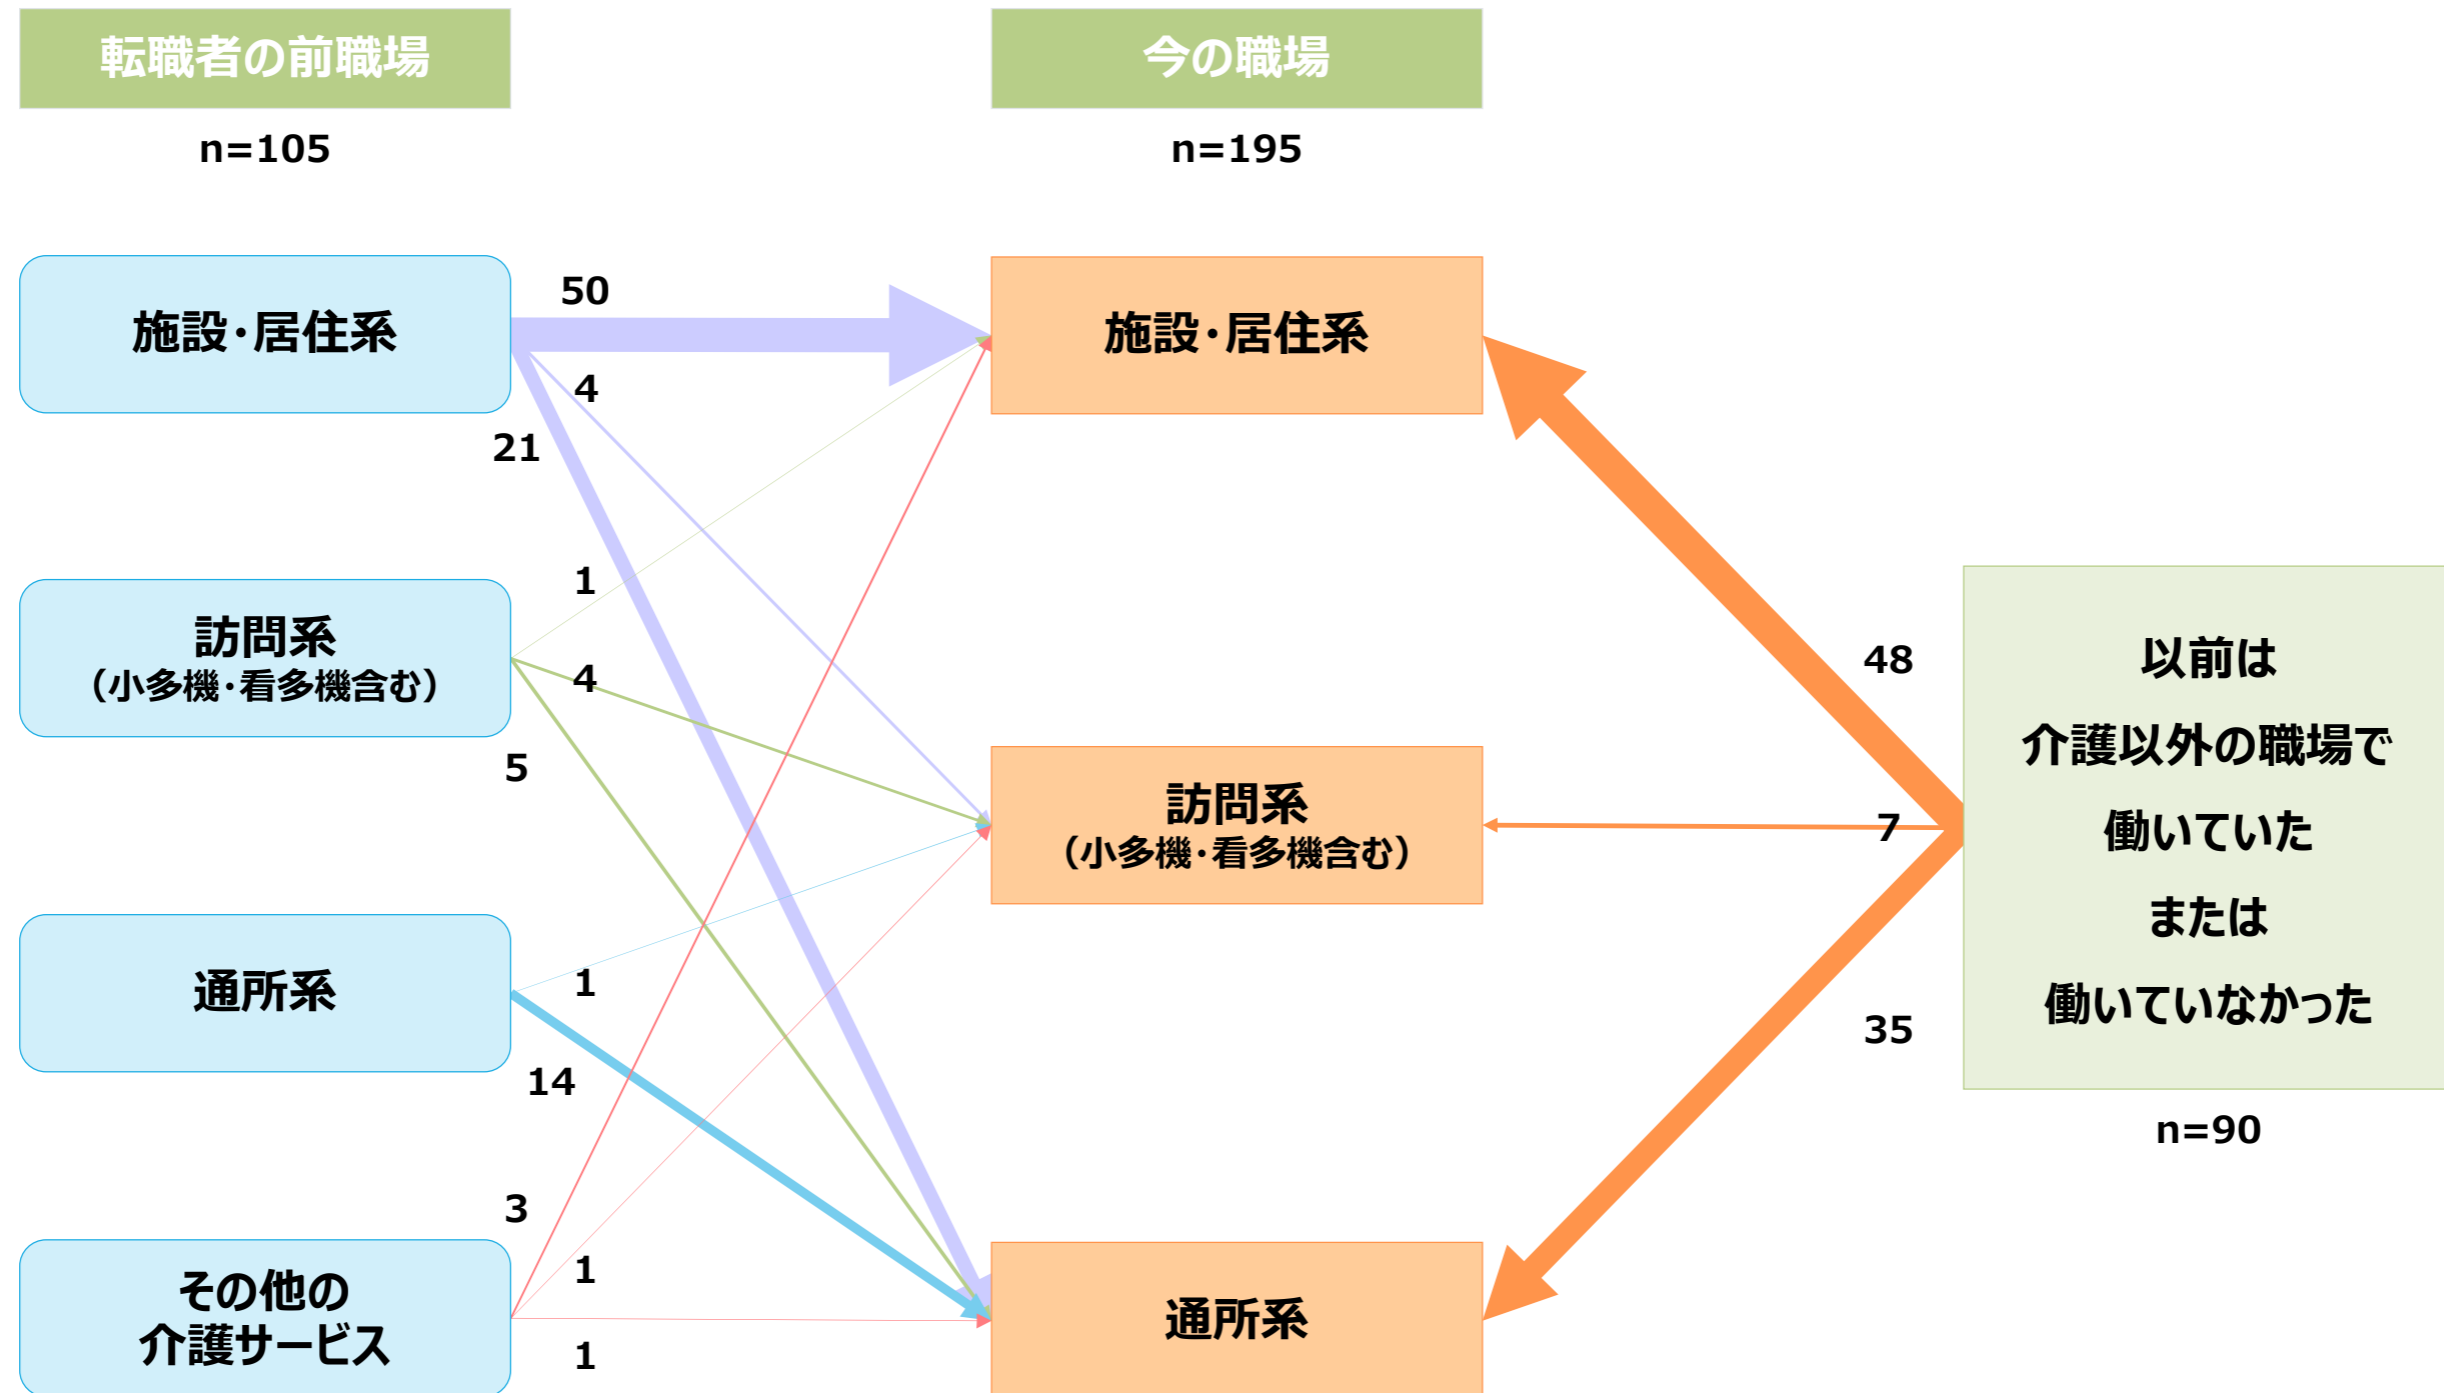 転職者の前職場
n=105
今の職場
n=195
施設・居住系
訪問系
（小多機・看多機含む）
通所系
その他の
介護サービス
50
4
21
1
4
5
1
14
3
1
1
施設・居住系
訪問系
（小多機・看多機含む）
通所系
48
7
35
以前は
介護以外の職場で
働いていた
または
働いていなかった
n=90